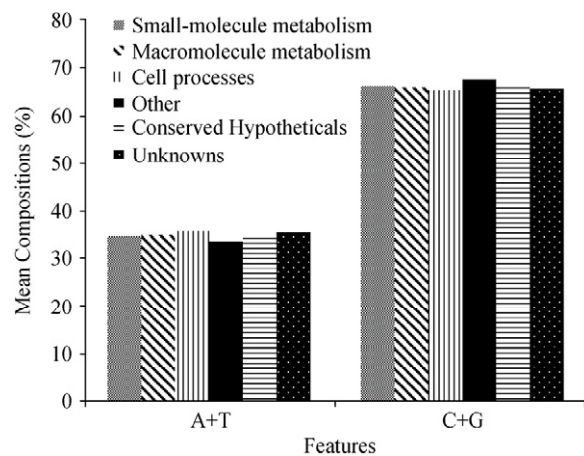 80
70
60
50
40
30
20
10
0
Mean Compositions (%)
Small-molecule metabolism
Macromolecule metabolism
Cell processes
Other
Conserved Hypotheticals
Unknowns
A+T
C+G
Features